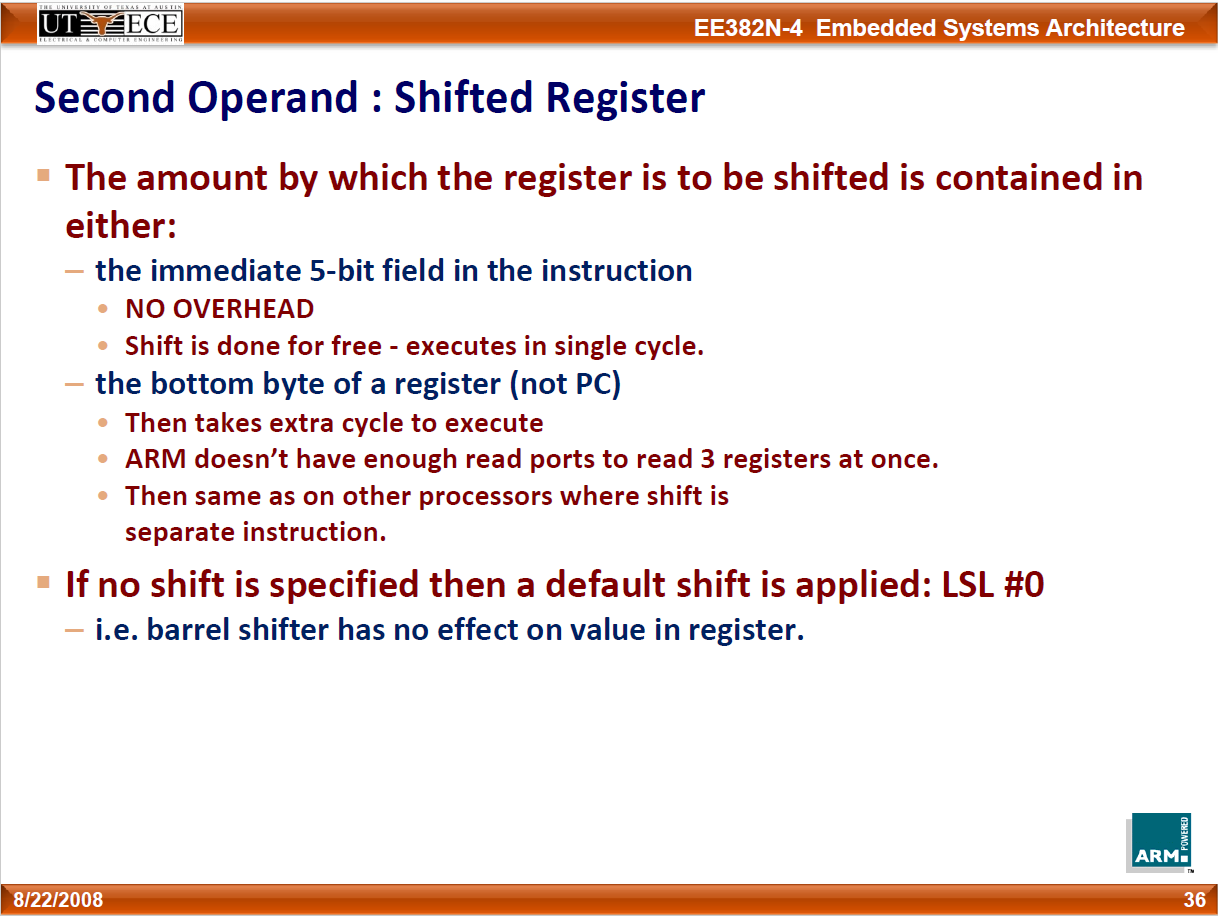 THE UNIVERSITY OF TEXAS AT AUSTIN
UT ECE
ELECTRICAL & COMPUTER ENGINEERING
EE382N-4 Embedded Systems Architecture
Second Operand : Shifted Register
▪ The amount by which the register is to be shifted is contained in
either:
– the immediate 5-bit field in the instruction
• NO OVERHEAD
• Shift is done for free - executes in single cycle.
– the bottom byte of a register (not PC)
• Then takes extra cycle to execute
• ARM doesn’t have enough read ports to read 3 registers at once.
• Then same as on other processors where shift is
separate instruction.
▪ If no shift is specified then a default shift is applied: LSL #0
– i.e. barrel shifter has no effect on value in register.
ARM POWERED
TM
8/22/2008
36